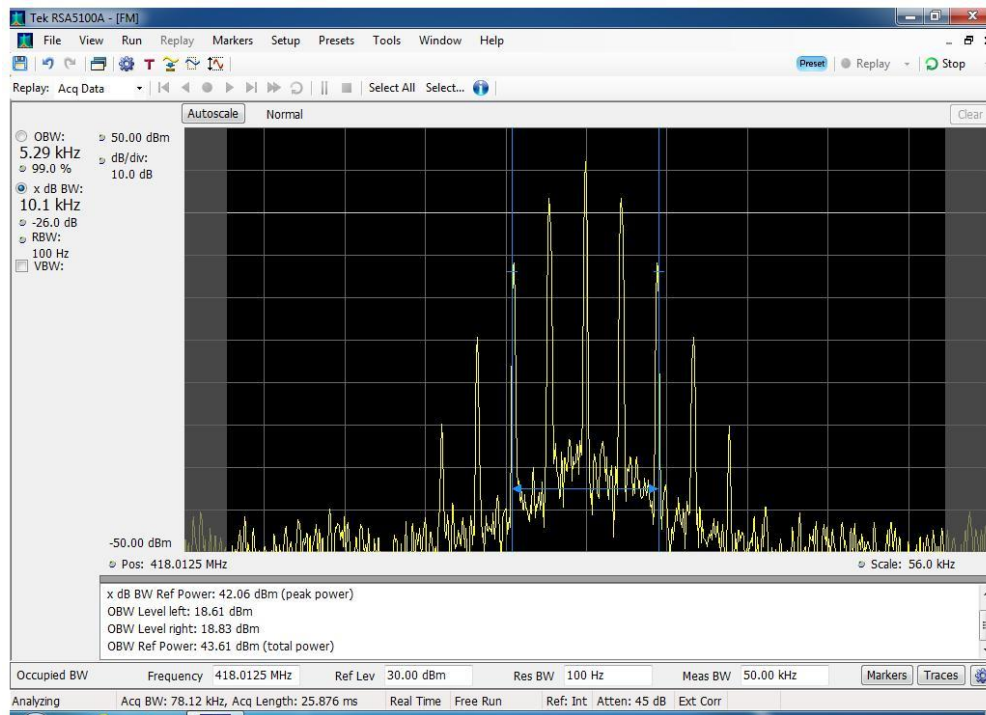 Tek RSA5100A - [FM]
File View Run Replay Markers Setup Presets Tools Window Help
Preset Replay Stop
Replay: Acq Data Select All Select...
Autoscale Normal Clear
OBW:
5.29 kHz
99.0 %
x dB BW:
10.1 kHz
-26.0 dB
RBW:
100 Hz
VBW:
50.00 dBm
dB/div:
10.0 dB
-50.00 dBm
Pos: 418.0125 MHz Scale: 56.0 kHz
x dB BW Ref Power: 42.06 dBm (peak power)
OBW Level left: 18.61 dBm
OBW Level right: 18.83 dBm
OBW Ref Power: 43.61 dBm (total power)
Occupied BW Frequency 418.0125 MHz Ref Lev 30.00 dBm Res BW 100 Hz Meas BW 50.00 kHz Markers Traces
Analyzing Acq BW: 78.12 kHz, Acq Length: 25.876 ms Real Time Free Run Ref: Int Atten: 45 dB Ext Corr